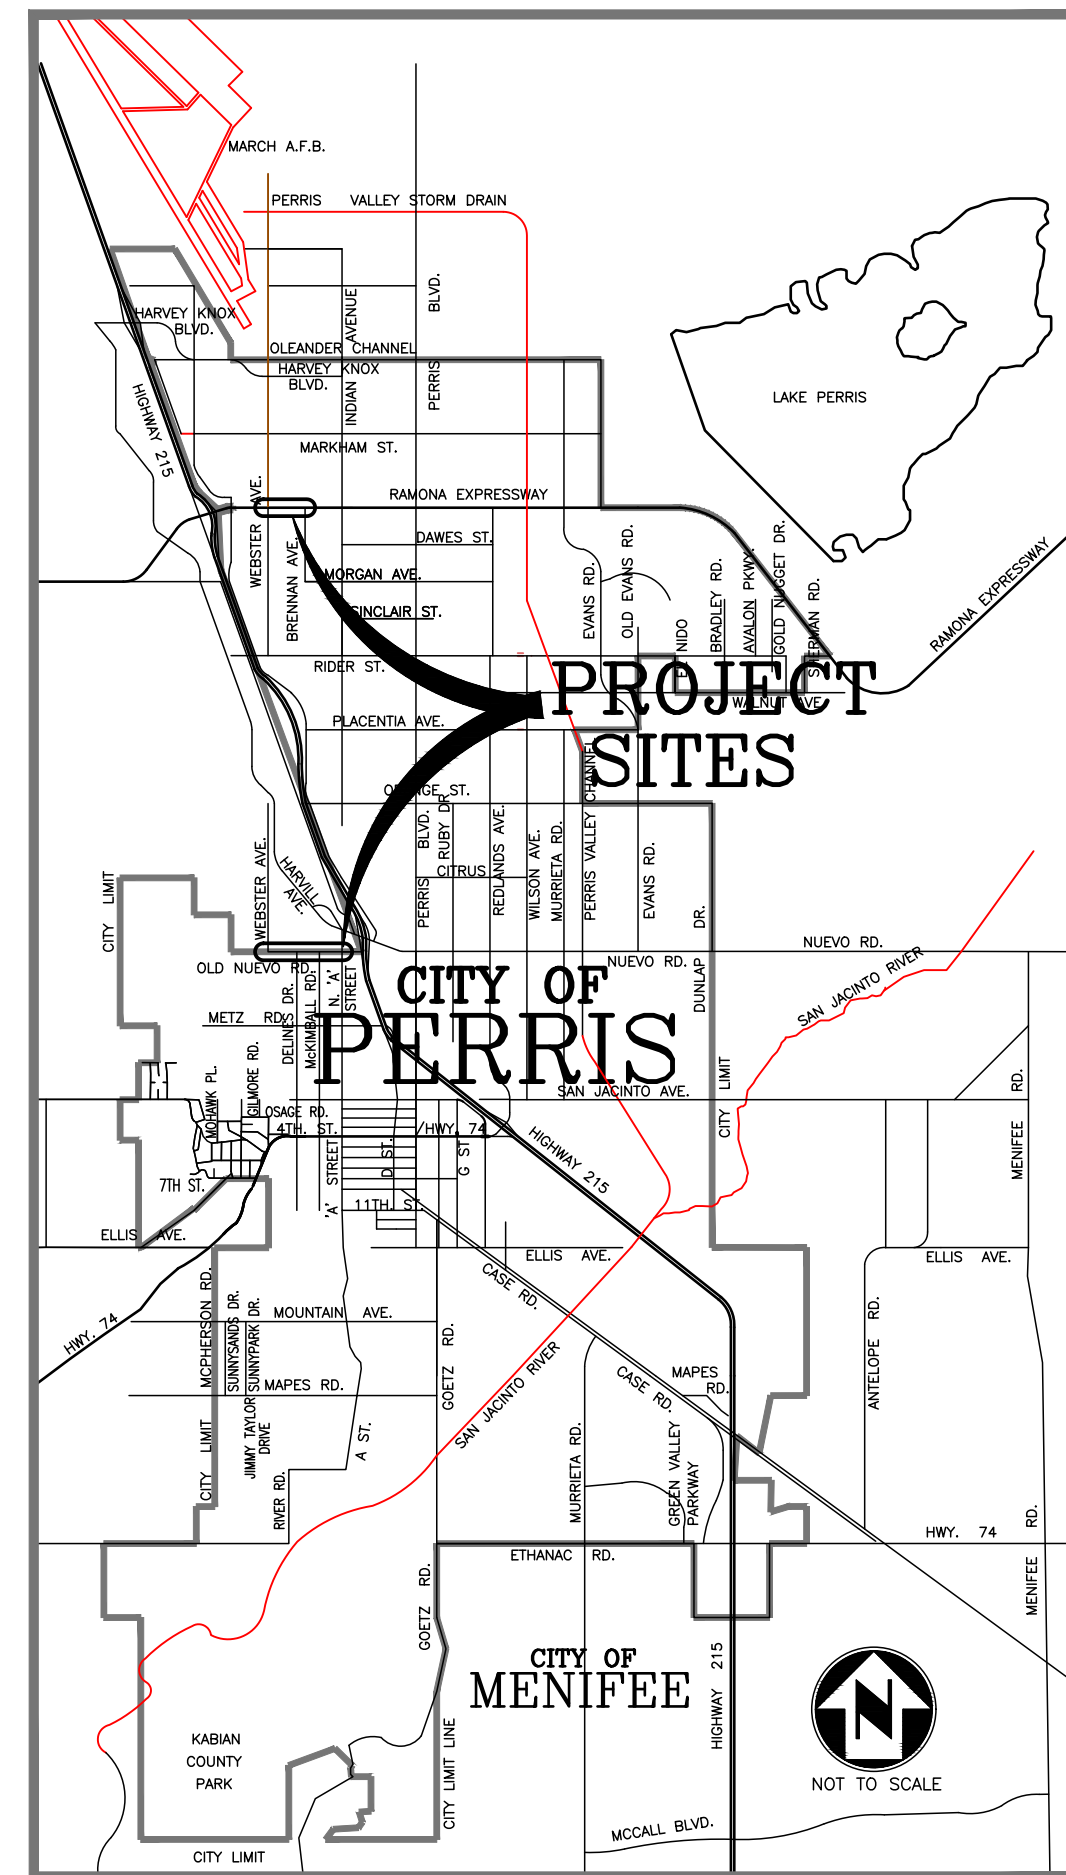 MARCH A.F.B.
PERRIS VALLEY STORM DRAIN
HARVEY KNOX
BLVD.
INDIAN AVENUE
PERRIS BLVD.
OLEANDER CHANNEL
HARVEY KNOX
BLVD.
LAKE PERRIS
HIGHWAY 215
MARKHAM ST.
WEBSTER AVE.
RAMONA EXPRESSWAY
DAWES ST.
BRENNAN AVE.
MORGAN AVE.
SINCLAIR ST.
EVANS RD.
OLD EVANS RD.
BRADLEY RD.
AVALON PKWY.
GOLD NUGGET DR.
SHERMAN RD.
RAMONA EXPRESSWAY
NIDO
RIDER ST.
PROJECT
SITES
WALNUT AVE
PLACENTIA AVE.
ST.
PERRIS BLVD.
RUBY DR
CITRUS
REDLANDS AVE.
WILSON AVE.
MURRIETA RD.
PERRIS VALLEY CHANNEL
EVANS RD.
DUNLAP DR.
CITY LIMIT
WEBSTER AVE.
HARVILL
AVE.
NUEVO RD.
OLD NUEVO RD.
NUEVO RD.
SAN JACINTO RIVER
CITY OF
PERRIS
DELINES DR.
McKIMBALL RD.
N. 'A'
STREET
METZ RD.
MOHAWK PL.
GILMORE RD.
OSAGE RD.
4TH. ST. /HWY. 74
SAN JACINTO AVE.
CITY LIMIT
MENIFEE RD.
HIGHWAY 215
'A' STREET
D ST.
G ST
7TH ST.
11TH. ST.
ELLIS AVE.
ELLIS AVE.
ELLIS AVE.
CASE RD.
HWY. 74
MCPHERSON RD.
SUNNYSANDS DR.
SUNNYPARK DR.
MOUNTAIN AVE.
GOETZ RD.
ANTELOPE RD.
MAPES RD.
SAN JACINTO RIVER
CASE RD.
MAPES
RD.
CITY LIMIT
JIMMY TAYLOR
DRIVE
A ST.
RIVER RD.
MURRIETA RD.
GREEN VALLEY
PARKWAY
HWY. 74
ETHANAC RD.
MENIFEE RD.
GOETZ RD.
CITY OF
MENIFEE
HIGHWAY 215
N
NOT TO SCALE
KABIAN
COUNTY
PARK
CITY LIMIT LINE
MCCALL BLVD.
CITY LIMIT